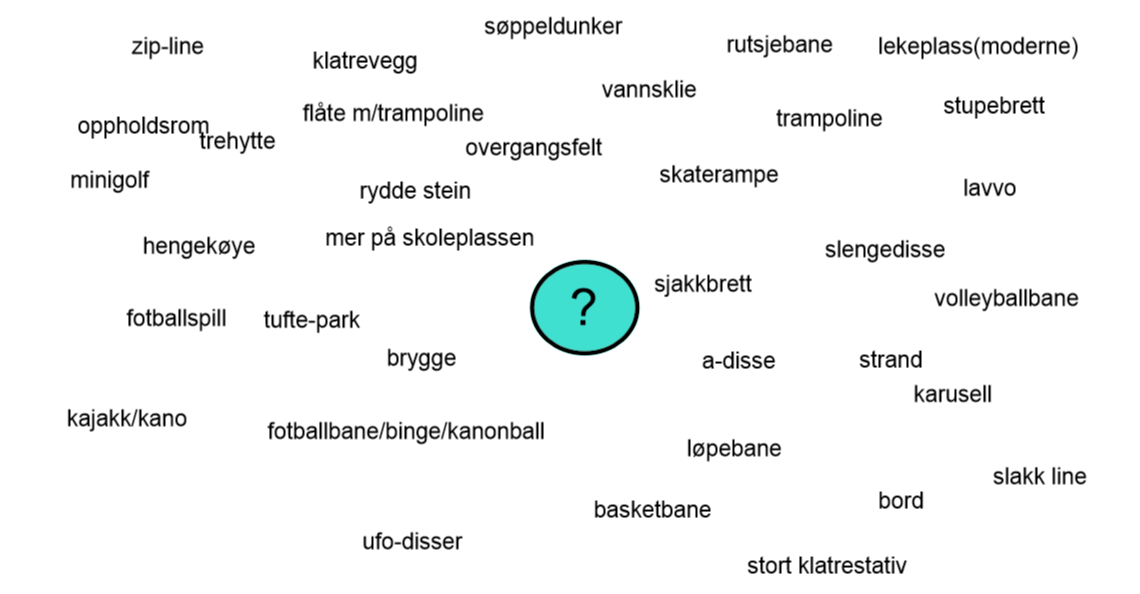 søppeldunker
zip-line
rutsjebane
lekeplass(moderne)
klatrevegg
vannsklie
stupebrett
flåte m/trampoline
trampoline
oppholdsrom
trehytte
overgangsfelt
skaterampe
minigolf
rydde stein
lavvo
mer på skoleplassen
hengekøye
slengedisse
sjakkbrett
volleyballbane
?
fotballspill
tufte-park
brygge
a-disse
strand
karusell
kajakk/kano
fotballbane/binge/kanonball
løpebane
slakk line
bord
basketbane
ufo-disser
stort klatrestativ